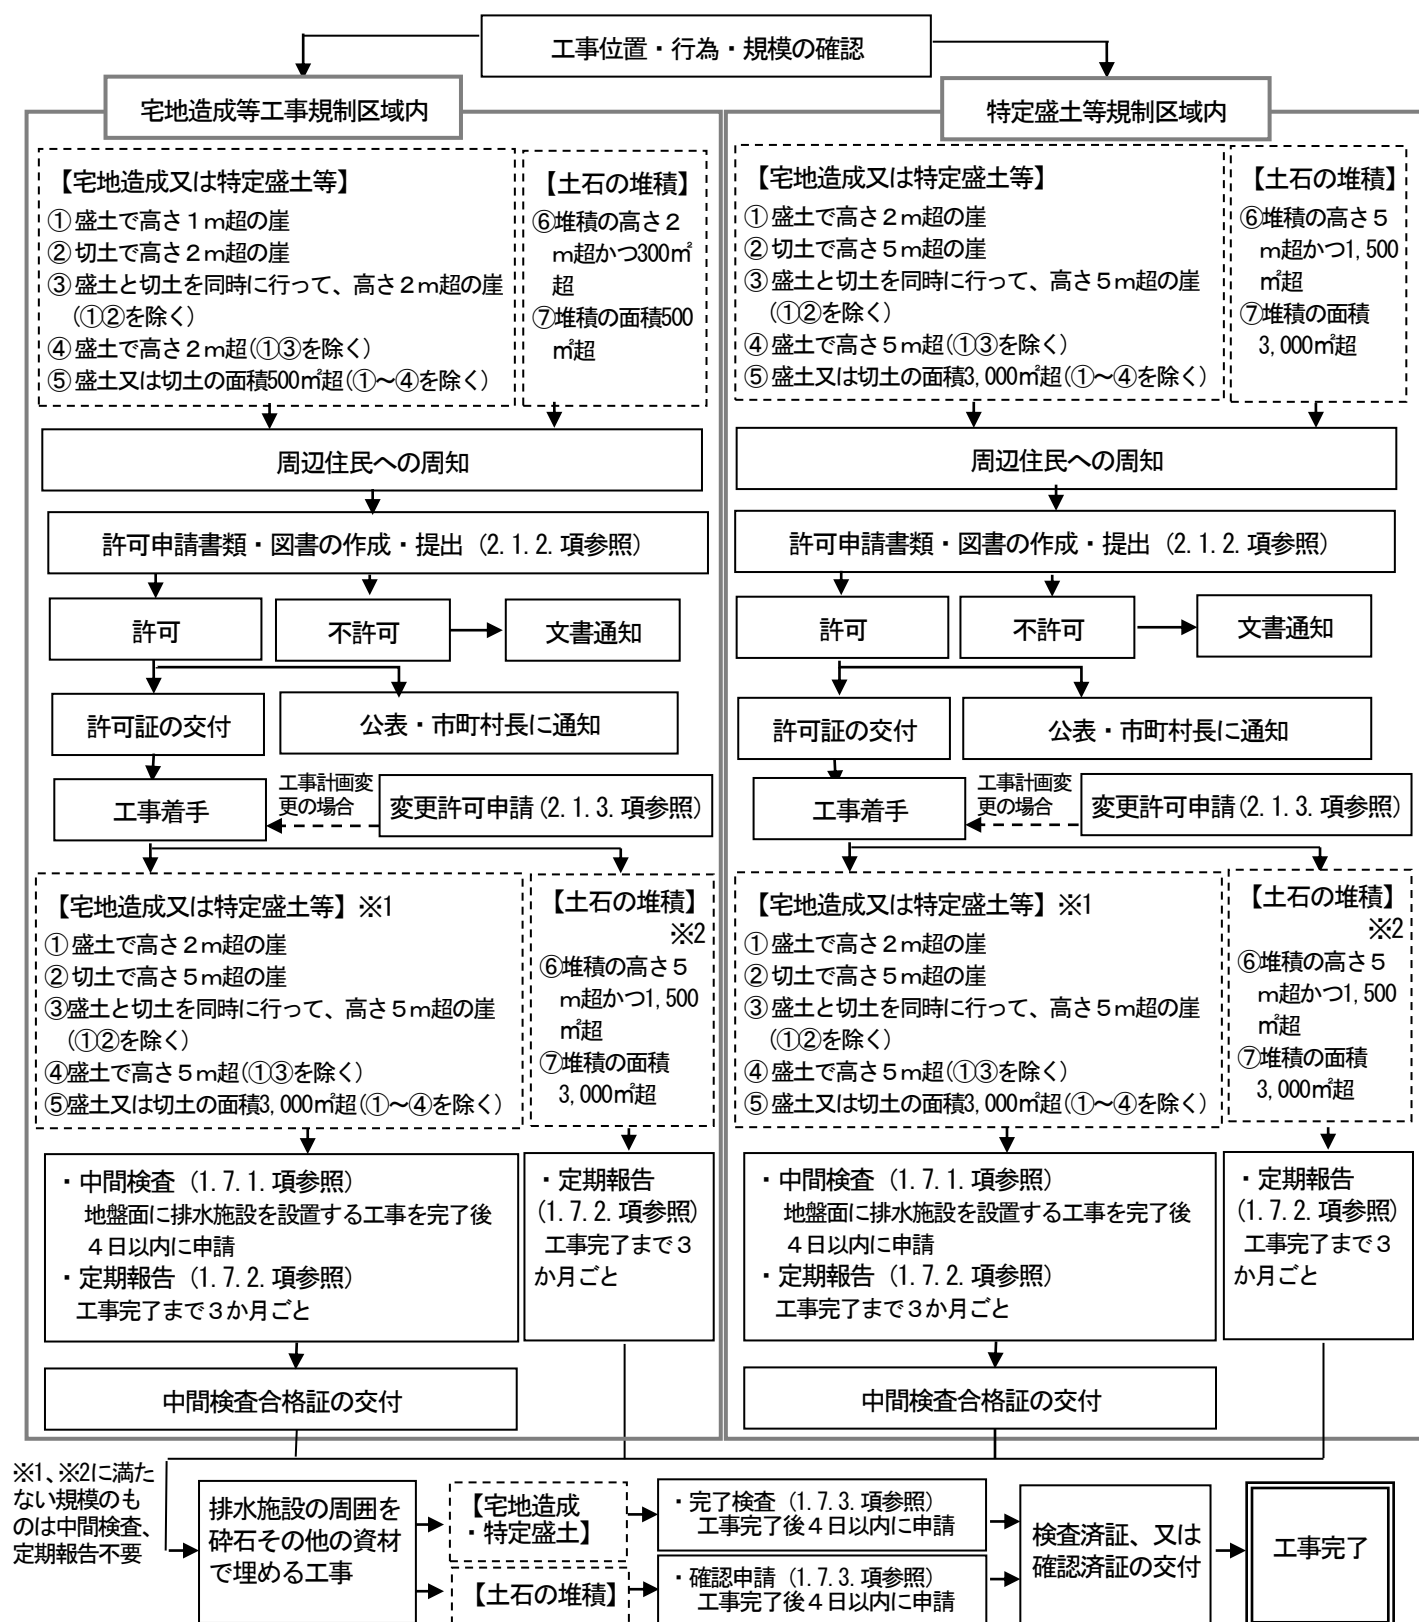 工事位置・行為・規模の確認
宅地造成等工事規制区域内
【宅地造成又は特定盛土等】
①盛土で高さ１ｍ超の崖
②切土で高さ２ｍ超の崖
③盛土と切土を同時に行って、高さ２ｍ超の崖
(①②を除く)
④盛土で高さ２ｍ超(①③を除く)
⑤盛土又は切土の面積500㎡超(①～④を除く)
【土石の堆積】
⑥堆積の高さ２
ｍ超かつ300㎡
超
⑦堆積の面積500
㎡超
周辺住民への周知
許可申請書類・図書の作成・提出 (2.1.2.項参照)
許可
不許可
文書通知
許可証の交付
公表・市町村長に通知
工事着手
工事計画変
更の場合
変更許可申請(2.1.3.項参照)
【宅地造成又は特定盛土等】※1
①盛土で高さ２ｍ超の崖
②切土で高さ５ｍ超の崖
③盛土と切土を同時に行って、高さ５ｍ超の崖
(①②を除く)
④盛土で高さ５ｍ超(①③を除く)
⑤盛土又は切土の面積3,000㎡超(①～④を除く)
【土石の堆積】
※2
⑥堆積の高さ５
ｍ超かつ1,500
㎡超
⑦堆積の面積
3,000㎡超
・中間検査 (1.7.1.項参照)
地盤面に排水施設を設置する工事を完了後
４日以内に申請
・定期報告 (1.7.2.項参照)
工事完了まで３か月ごと
・定期報告
(1.7.2.項参照)
工事完了まで３
か月ごと
中間検査合格証の交付
特定盛土等規制区域内
【宅地造成又は特定盛土等】
①盛土で高さ２ｍ超の崖
②切土で高さ５ｍ超の崖
③盛土と切土を同時に行って、高さ５ｍ超の崖
(①②を除く)
④盛土で高さ５ｍ超(①③を除く)
⑤盛土又は切土の面積3,000㎡超(①～④を除く)
【土石の堆積】
⑥堆積の高さ５
ｍ超かつ1,500
㎡超
⑦堆積の面積
3,000㎡超
周辺住民への周知
許可申請書類・図書の作成・提出 (2.1.2.項参照)
許可
不許可
文書通知
許可証の交付
公表・市町村長に通知
工事着手
工事計画変
更の場合
変更許可申請(2.1.3.項参照)
【宅地造成又は特定盛土等】※1
①盛土で高さ２ｍ超の崖
②切土で高さ５ｍ超の崖
③盛土と切土を同時に行って、高さ５ｍ超の崖
(①②を除く)
④盛土で高さ５ｍ超(①③を除く)
⑤盛土又は切土の面積3,000㎡超(①～④を除く)
【土石の堆積】
※2
⑥堆積の高さ５
ｍ超かつ1,500
㎡超
⑦堆積の面積
3,000㎡超
・中間検査 (1.7.1.項参照)
地盤面に排水施設を設置する工事を完了後
４日以内に申請
・定期報告 (1.7.2.項参照)
工事完了まで３か月ごと
・定期報告
(1.7.2.項参照)
工事完了まで３
か月ごと
中間検査合格証の交付
※1、※2に満た
ない規模のも
のは中間検査、
定期報告不要
排水施設の周囲を
砕石その他の資材
で埋める工事
【宅地造成
・特定盛土】
【土石の堆積】
・完了検査 (1.7.3.項参照)
工事完了後４日以内に申請
・確認申請 (1.7.3.項参照)
工事完了後４日以内に申請
検査済証、又は
確認済証の交付
工事完了